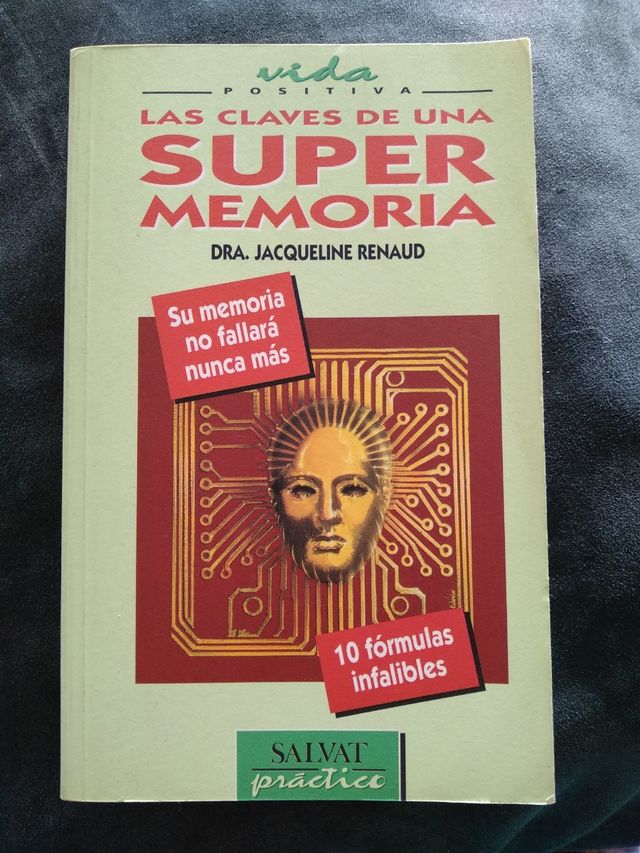 vida
POSITIVA
LAS CLAVES DE UNA
SUPER
MEMORIA
DRA. JACQUELINE RENAUD
Su memoria
no fallará
nunca más
10 fórmulas
infalibles
SALVAT
práctico